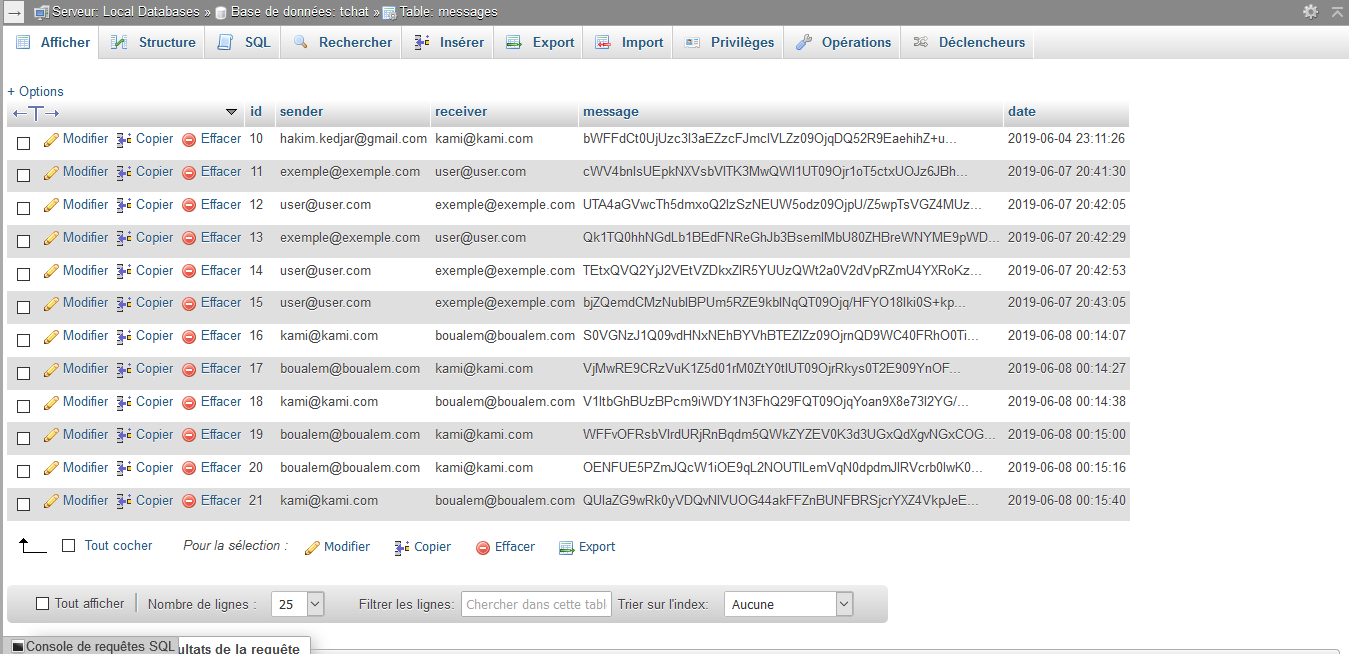 Serveur: Local Databases » Base de données: tchat » Table: messages
Afficher Structure SQL Rechercher Insérer Export Import Privilèges Opérations Déclencheurs
+ Options
←T→ id sender receiver message date
Modifier Copier Effacer 10 hakim.kedjar@gmail.com kami@kami.com bWFFdCt0UjUzc3l3aEZzcFJmclVLZz09OjqDQ52R9EaehihZ+u... 2019-06-04 23:11:26
Modifier Copier Effacer 11 exemple@exemple.com user@user.com cWV4bnlsUEpkNXVsbVlTK3MwQWl1UT09Ojr1oT5ctxUOJz6JBh... 2019-06-07 20:41:30
Modifier Copier Effacer 12 user@user.com exemple@exemple.com UTA4aGVwcTh5dmxoQ2lzSzNEUW5odz09OjpU/Z5wpTsVGZ4MUz... 2019-06-07 20:42:05
Modifier Copier Effacer 13 exemple@exemple.com user@user.com Qk1TQ0hhNGdLb1BEdFNReGhJb3BsemlMbU80ZHBreWNYME9pWD... 2019-06-07 20:42:29
Modifier Copier Effacer 14 user@user.com exemple@exemple.com TEtxQVQ2YjJ2VEtVZDkxZlR5YUUzQWt2a0V2dVpRZmU4YXRoKz... 2019-06-07 20:42:53
Modifier Copier Effacer 15 user@user.com exemple@exemple.com bjZQemdCMzNublBPUm5RZE9kblNqQT09Ojq/HFYO18lki0S+kp... 2019-06-07 20:43:05
Modifier Copier Effacer 16 kami@kami.com boualem@boualem.com S0VGNzJ1Q09vdHNxNEhBYVhBTEZlZz09OjrnQD9WC40FRhO0Ti... 2019-06-08 00:14:07
Modifier Copier Effacer 17 boualem@boualem.com kami@kami.com VjMwRE9CRzVuK1Z5d01rM0ZtY0tlUT09OjrRkys0T2E909YnOF... 2019-06-08 00:14:27
Modifier Copier Effacer 18 kami@kami.com boualem@boualem.com V1ltbGhBUzBPcm9iWDY1N3FhQ29FQT09OjqYoan9X8e73l2YG/... 2019-06-08 00:14:38
Modifier Copier Effacer 19 boualem@boualem.com kami@kami.com WFFvOFRsbVlrdURjRnBqdm5QWkZYZEV0K3d3UGxQdXgvNGxCOG... 2019-06-08 00:15:00
Modifier Copier Effacer 20 boualem@boualem.com kami@kami.com OENFUE5PZmJQcW1iOE9qL2NOUTlLemVqN0dpdmJlRVcrb0lwK0... 2019-06-08 00:15:16
Modifier Copier Effacer 21 kami@kami.com boualem@boualem.com QUlaZG9wRk0yVDQvNlVUOG44akFFZnBUNFBRSjcrYXZ4VkpJeE... 2019-06-08 00:15:40
Tout cocher Pour la sélection : Modifier Copier Effacer Export
Tout afficher Nombre de lignes : 25 Filtrer les lignes: Chercher dans cette tabl Trier sur l'index: Aucune
Console de requêtes SQL ultats de la requête